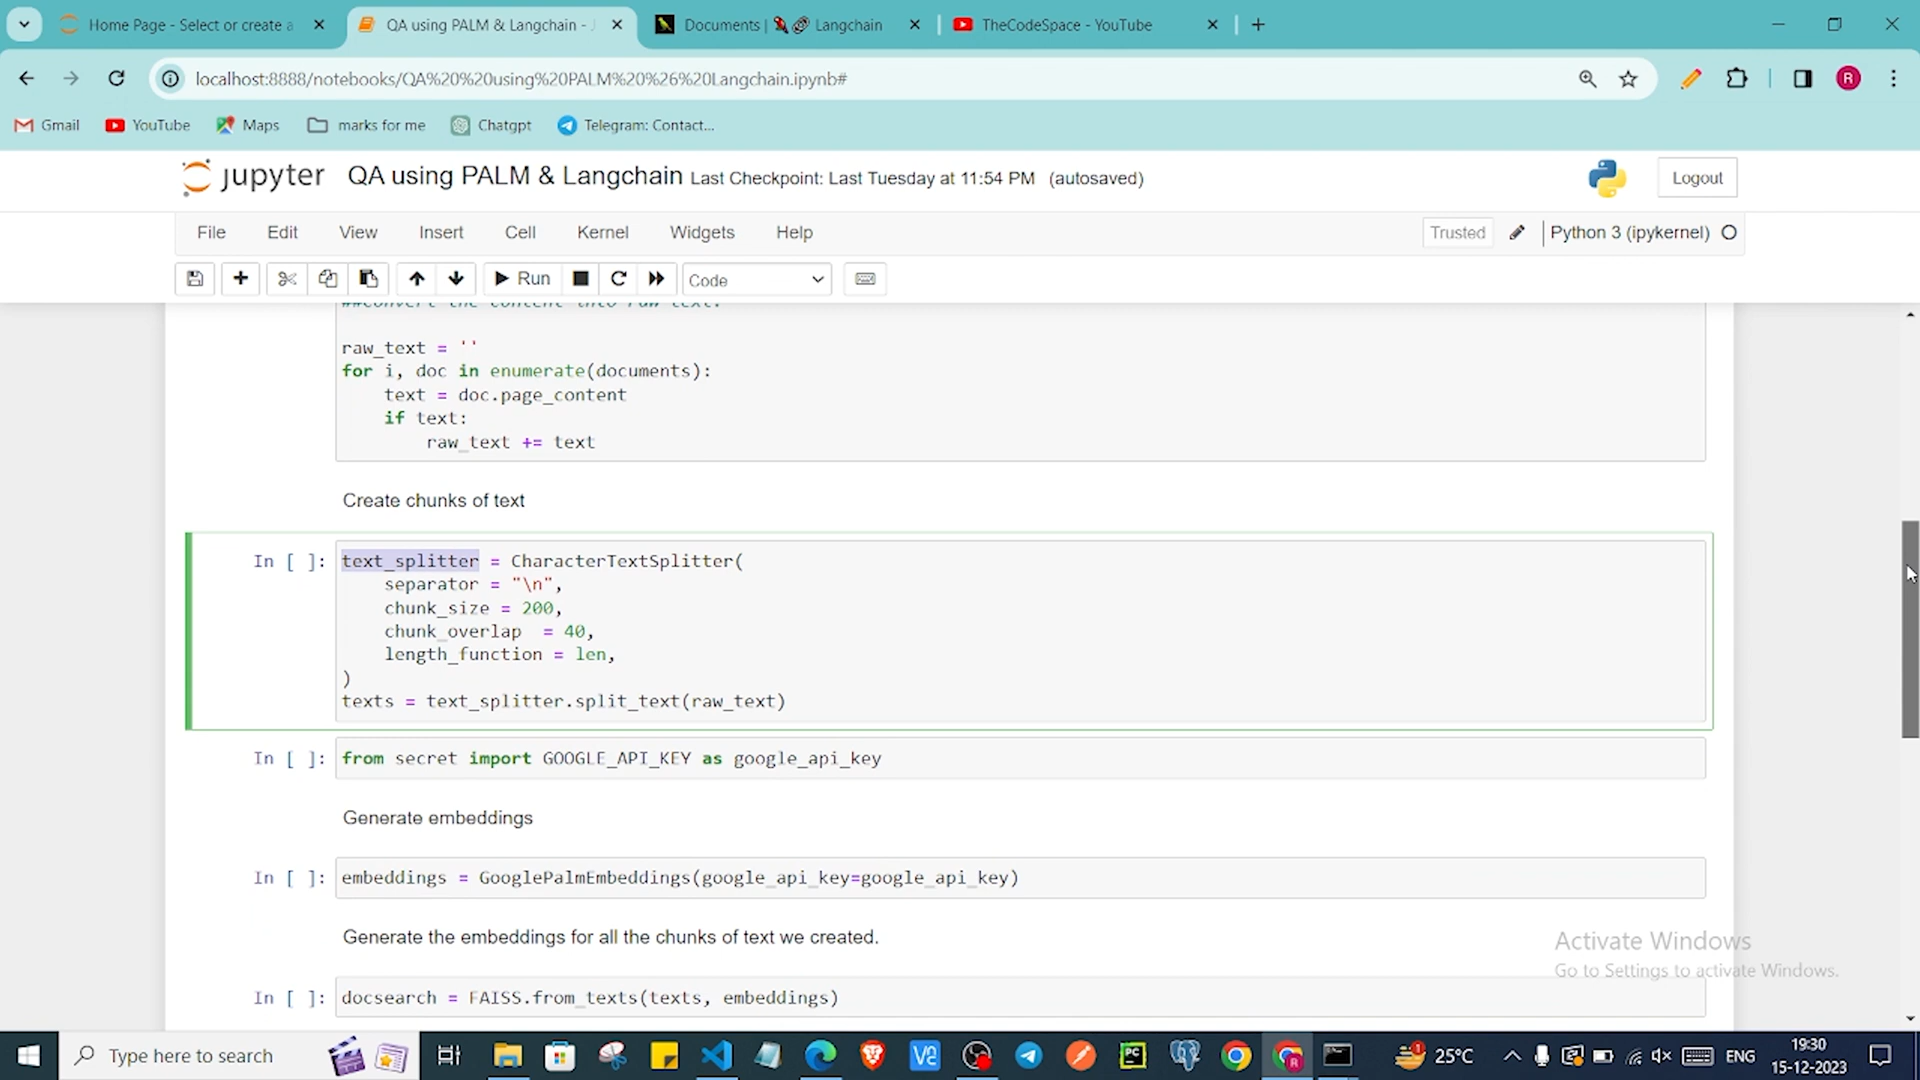 Home Page - Select or create a
QA using PALM & Langchain - J
Documents | Langchain
TheCodeSpace - YouTube
localhost:8888/notebooks/QA%20%20using%20PALM%20%26%20Langchain.ipynb#
R
Gmail
YouTube
Maps
marks for me
Chatgpt
Telegram: Contact...
jupyter
QA using PALM & Langchain Last Checkpoint: Last Tuesday at 11:54 PM (autosaved)
Logout
File Edit View Insert Cell Kernel Widgets Help
Trusted
Python 3 (ipykernel)
Run
Code
##convert the content into raw text.
raw_text = ''
for i, doc in enumerate(documents):
    text = doc.page_content
    if text:
        raw_text += text
Create chunks of text
In [ ]: text_splitter = CharacterTextSplitter(
    separator = "\n",
    chunk_size = 200,
    chunk_overlap  = 40,
    length_function = len,
)
texts = text_splitter.split_text(raw_text)
In [ ]: from secret import GOOGLE_API_KEY as google_api_key
Generate embeddings
In [ ]: embeddings = GooglePalmEmbeddings(google_api_key=google_api_key)
Generate the embeddings for all the chunks of text we created.
Activate Windows
Go to Settings to activate Windows.
In [ ]: docsearch = FAISS.from_texts(texts, embeddings)
Type here to search
25°C
ENG
19:30
15-12-2023